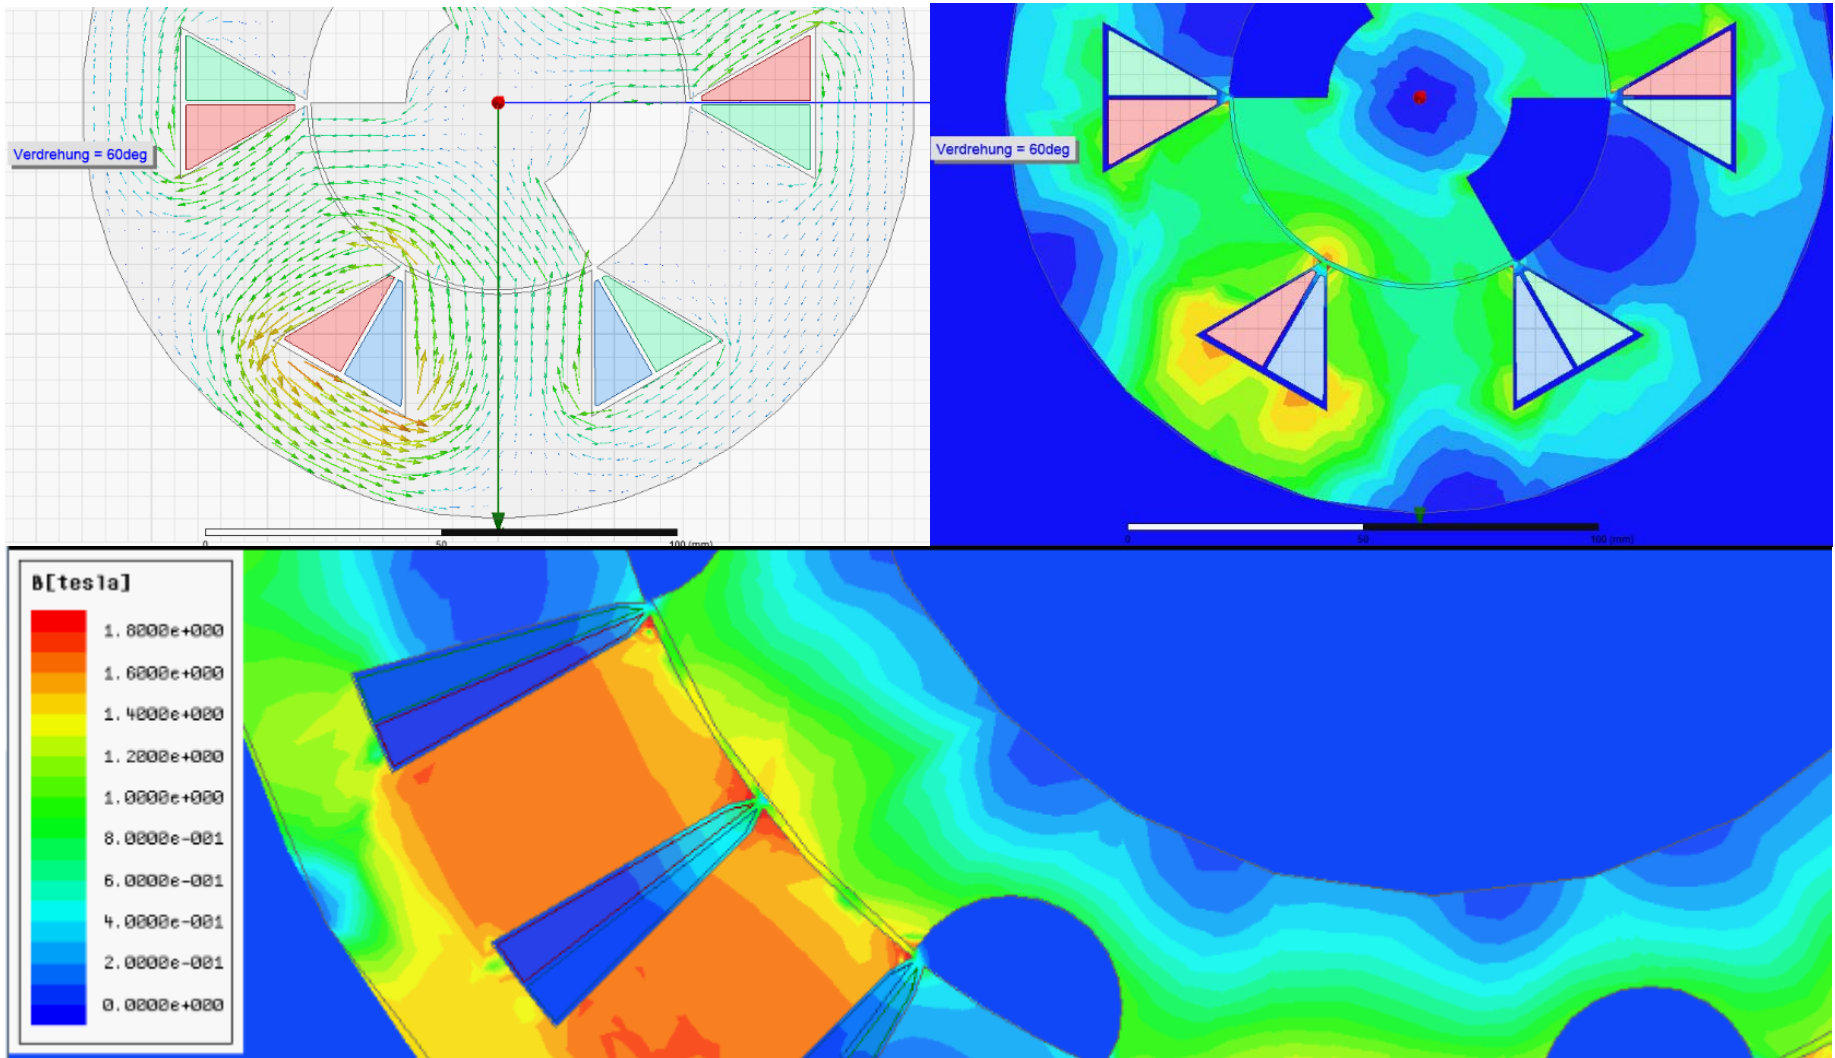 Verdrehung = 60deg
0
50
100 (mm)
Verdrehung = 60deg
0
50
100 (mm)
B[tesla]
1.8000e+000
1.6000e+000
1.4000e+000
1.2000e+000
1.0000e+000
8.0000e-001
6.0000e-001
4.0000e-001
2.0000e-001
0.0000e+000